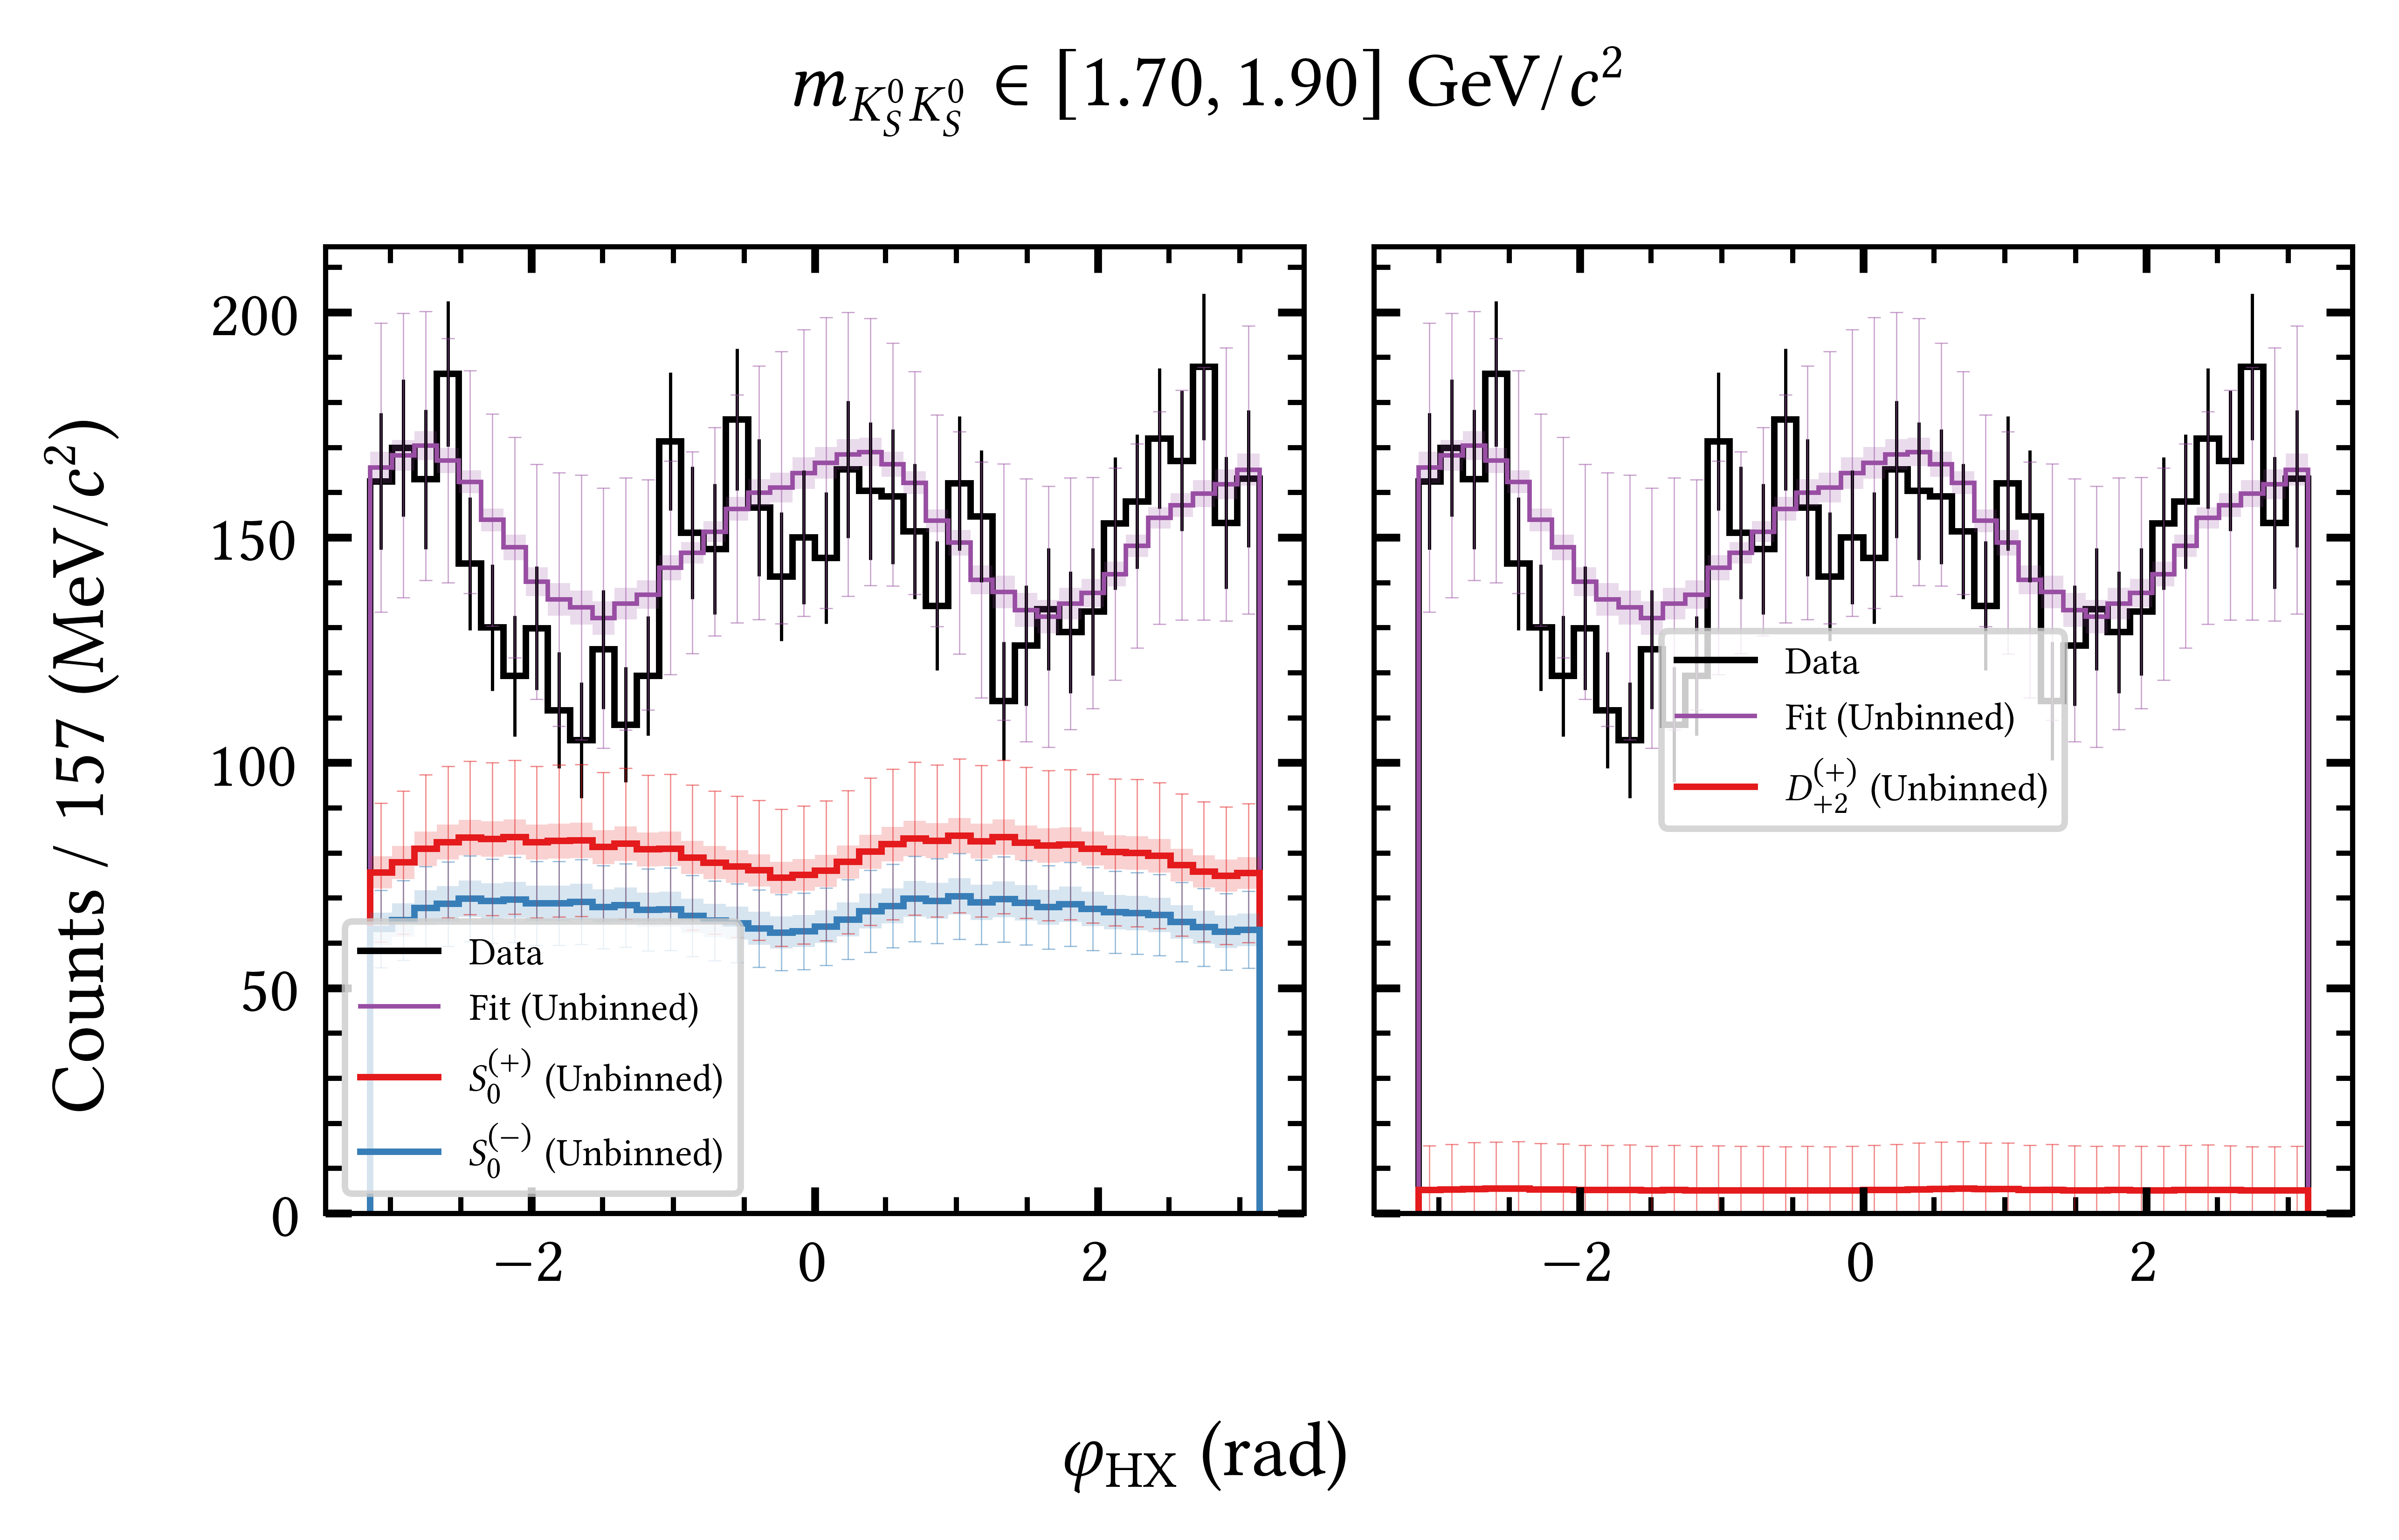 m_{K_S^0 K_S^0} ∈ [1.70, 1.90] GeV/c²
Counts / 157 (MeV/c²)
200
150
100
50
0
Data
Fit (Unbinned)
S_0^{(+)} (Unbinned)
S_0^{(−)} (Unbinned)
−2
0
2
Data
Fit (Unbinned)
D_{+2}^{(+)} (Unbinned)
−2
0
2
φ_{HX} (rad)